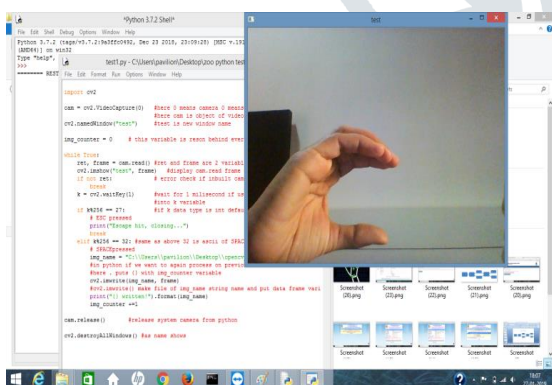 *Python 3.7.2 Shell*
File Edit Shell Debug Options Window Help
Python 3.7.2 (tags/v3.7.2:9a3ffc0492, Dec 23 2018, 23:09:28) [MSC v.191
(AMD64)] on win32
Type "help",
>>>
======== REST
test1.py - C:\Users\pavilion\Desktop\zoo python test
File Edit Format Run Options Window Help
import cv2
cam = cv2.VideoCapture(0) #here 0 means camera 0 means
#here cam is object of video
cv2.namedWindow("test") #test is new window name
img_counter = 0 # this variable is reson behind ever
while True:
ret, frame = cam.read() #ret and frame are 2 variabl
cv2.imshow("test", frame) #display cam.read frame
if not ret: # error check if inbuilt cam
break
k = cv2.waitKey(1) #wait for 1 milisecond if us
#into k variable
if k%256 == 27: #if k data type is int defau
# ESC pressed
print("Escape hit, closing...")
break
elif k%256 == 32: #same as above 32 is ascii of SPAC
# SPACEpressed
img_name = "C:\\Users\\pavilion\\Desktop\\opencv
#in python if we want to again process on previo
#here . puts {} with img_counter variable
cv2.imwrite(img_name, frame)
#cv2.imwrite() make file of img_name string name and put data frame vari
print("{} written!").format(img_name)
img_counter +=1
cam.release() #release system camera from python
cv2.destroyAllWindows() #as name shows
test
Screenshot (20).png
Screenshot (23).png
Screenshot (22).png
Screenshot (21).png
Screenshot (20).png
Screenshot
Screenshot
Screenshot
Screenshot
Screenshot
18:07